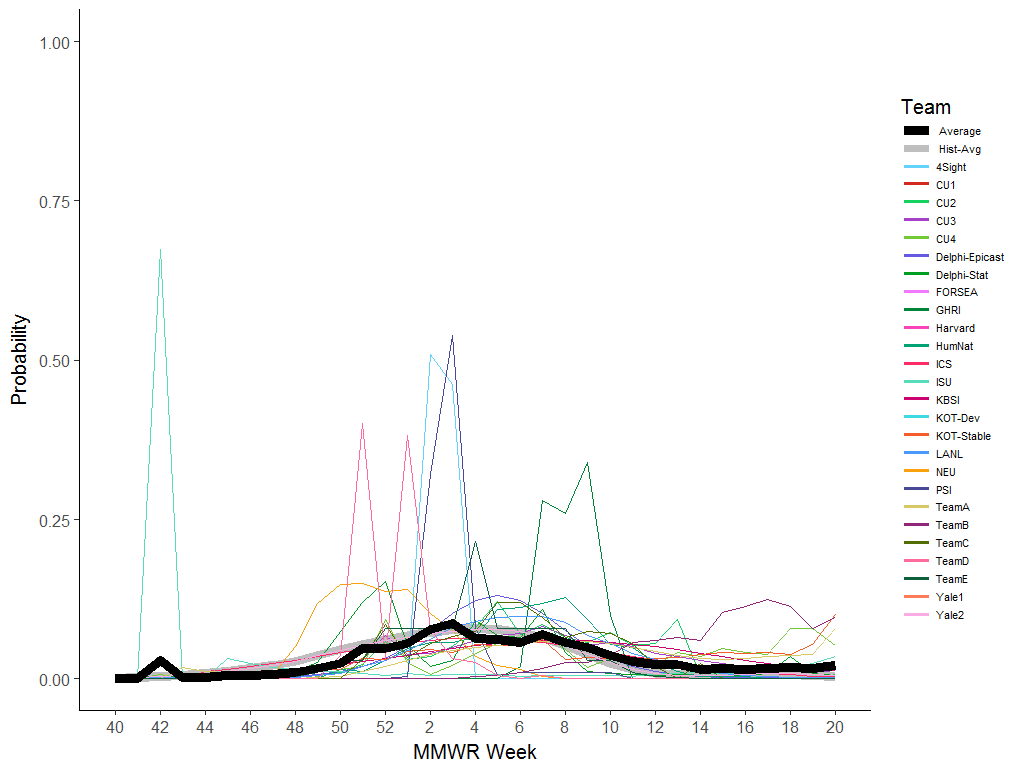 1.00
0.75
0.50
0.25
0.00
Probability
40 42 44 46 48 50 52 2 4 6 8 10 12 14 16 18 20
MMWR Week
Team
Average
Hist-Avg
4Sight
CU1
CU2
CU3
CU4
Delphi-Epicast
Delphi-Stat
FORSEA
GHRI
Harvard
HumNat
ICS
ISU
KBSI
KOT-Dev
KOT-Stable
LANL
NEU
PSI
TeamA
TeamB
TeamC
TeamD
TeamE
Yale1
Yale2